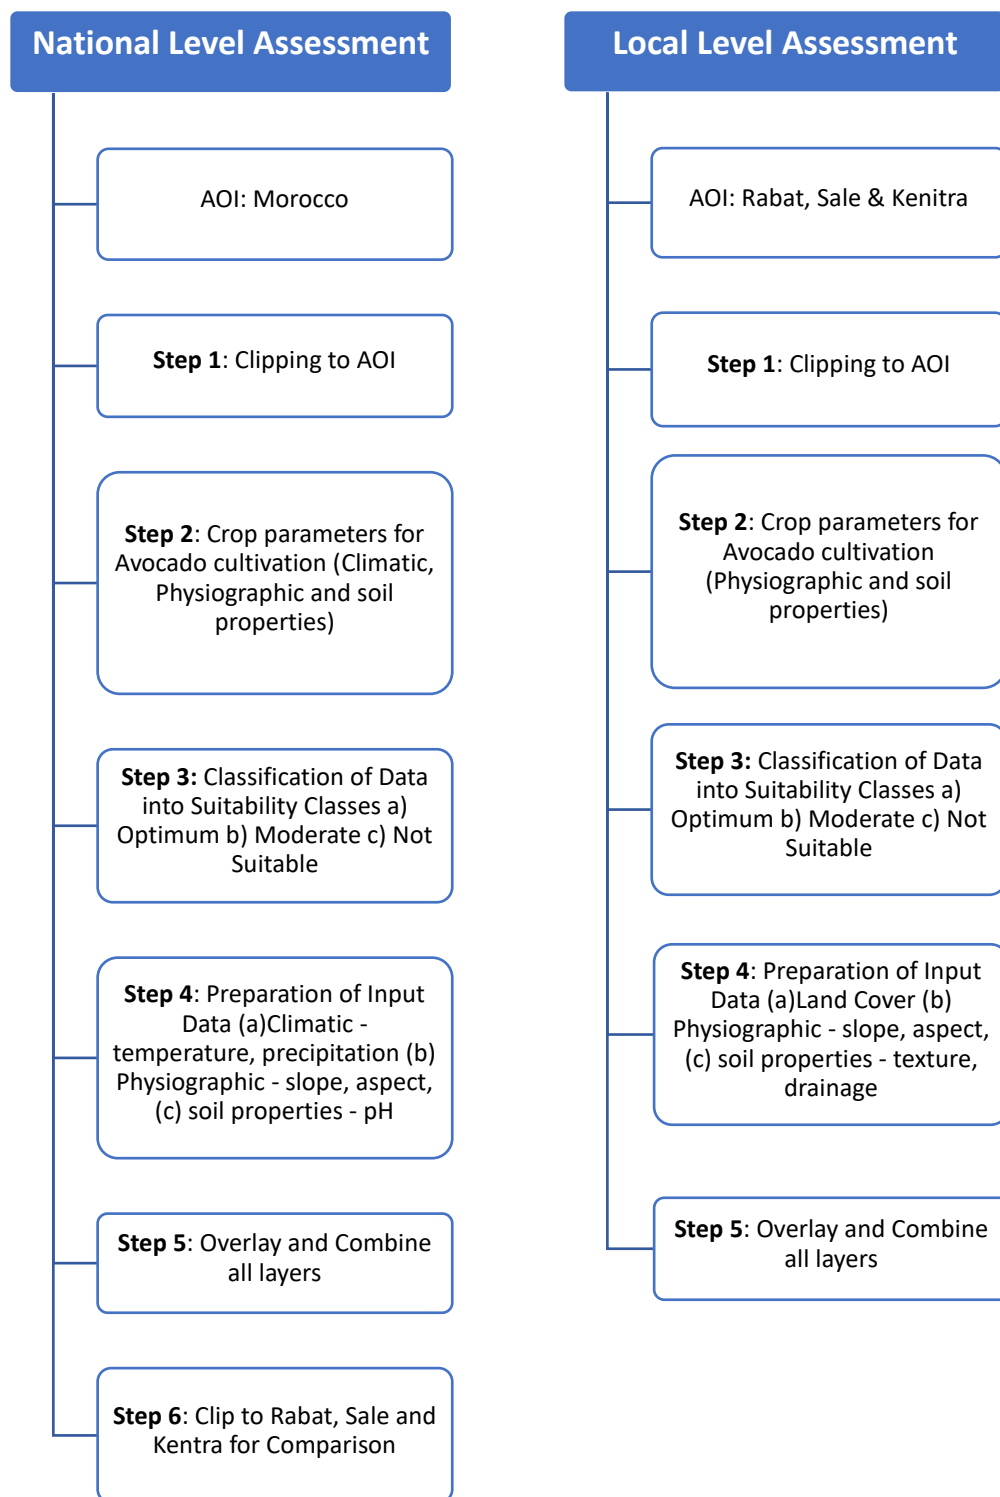 National Level Assessment
AOI: Morocco
Step 1: Clipping to AOI
Step 2: Crop parameters for
Avocado cultivation (Climatic,
Physiographic and soil
properties)
Step 3: Classification of Data
into Suitability Classes a)
Optimum b) Moderate c) Not
Suitable
Step 4: Preparation of Input
Data (a)Climatic -
temperature, precipitation (b)
Physiographic - slope, aspect,
(c) soil properties - pH
Step 5: Overlay and Combine
all layers
Step 6: Clip to Rabat, Sale and
Kentra for Comparison
Local Level Assessment
AOI: Rabat, Sale & Kenitra
Step 1: Clipping to AOI
Step 2: Crop parameters for
Avocado cultivation
(Physiographic and soil
properties)
Step 3: Classification of Data
into Suitability Classes a)
Optimum b) Moderate c) Not
Suitable
Step 4: Preparation of Input
Data (a)Land Cover (b)
Physiographic - slope, aspect,
(c) soil properties - texture,
drainage
Step 5: Overlay and Combine
all layers